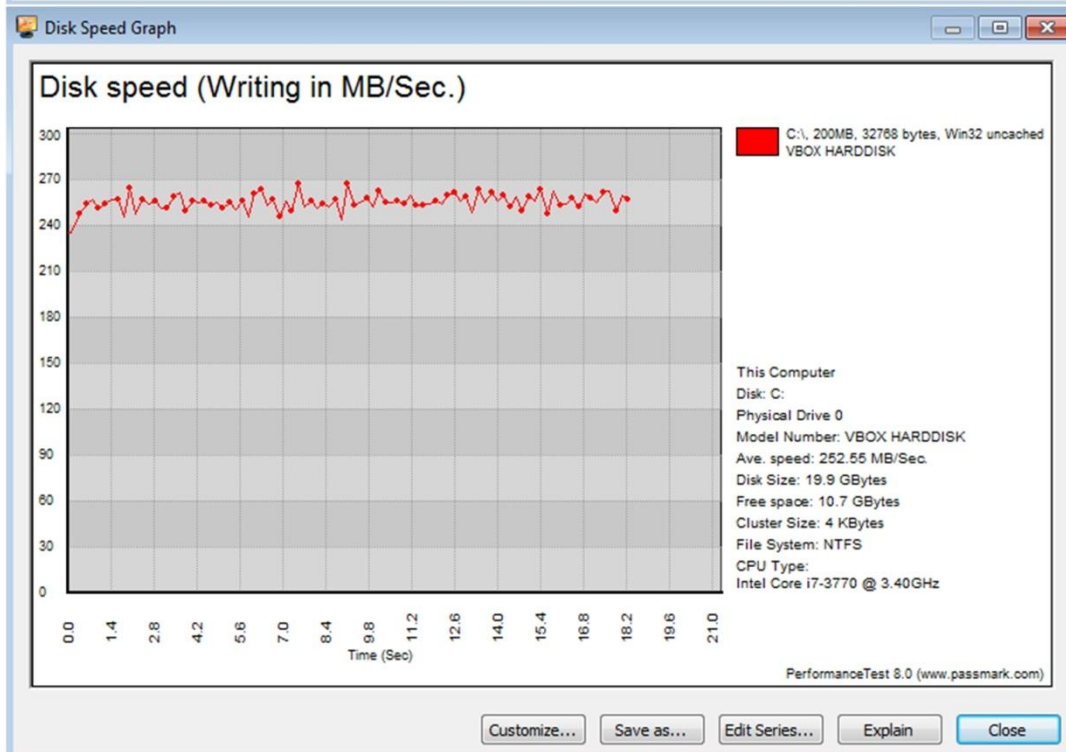 Disk Speed Graph
Disk speed (Writing in MB/Sec.)
300
270
240
210
180
150
120
90
60
30
0
0.0
1.4
2.8
4.2
5.6
7.0
8.4
9.8
11.2
12.6
14.0
15.4
16.8
18.2
19.6
21.0
Time (Sec)
C:\, 200MB, 32768 bytes, Win32 uncached
VBOX HARDDISK
This Computer
Disk: C:
Physical Drive 0
Model Number: VBOX HARDDISK
Ave. speed: 252.55 MB/Sec.
Disk Size: 19.9 GBytes
Free space: 10.7 GBytes
Cluster Size: 4 KBytes
File System: NTFS
CPU Type:
Intel Core i7-3770 @ 3.40GHz
PerformanceTest 8.0 (www.passmark.com)
Customize...
Save as...
Edit Series...
Explain
Close